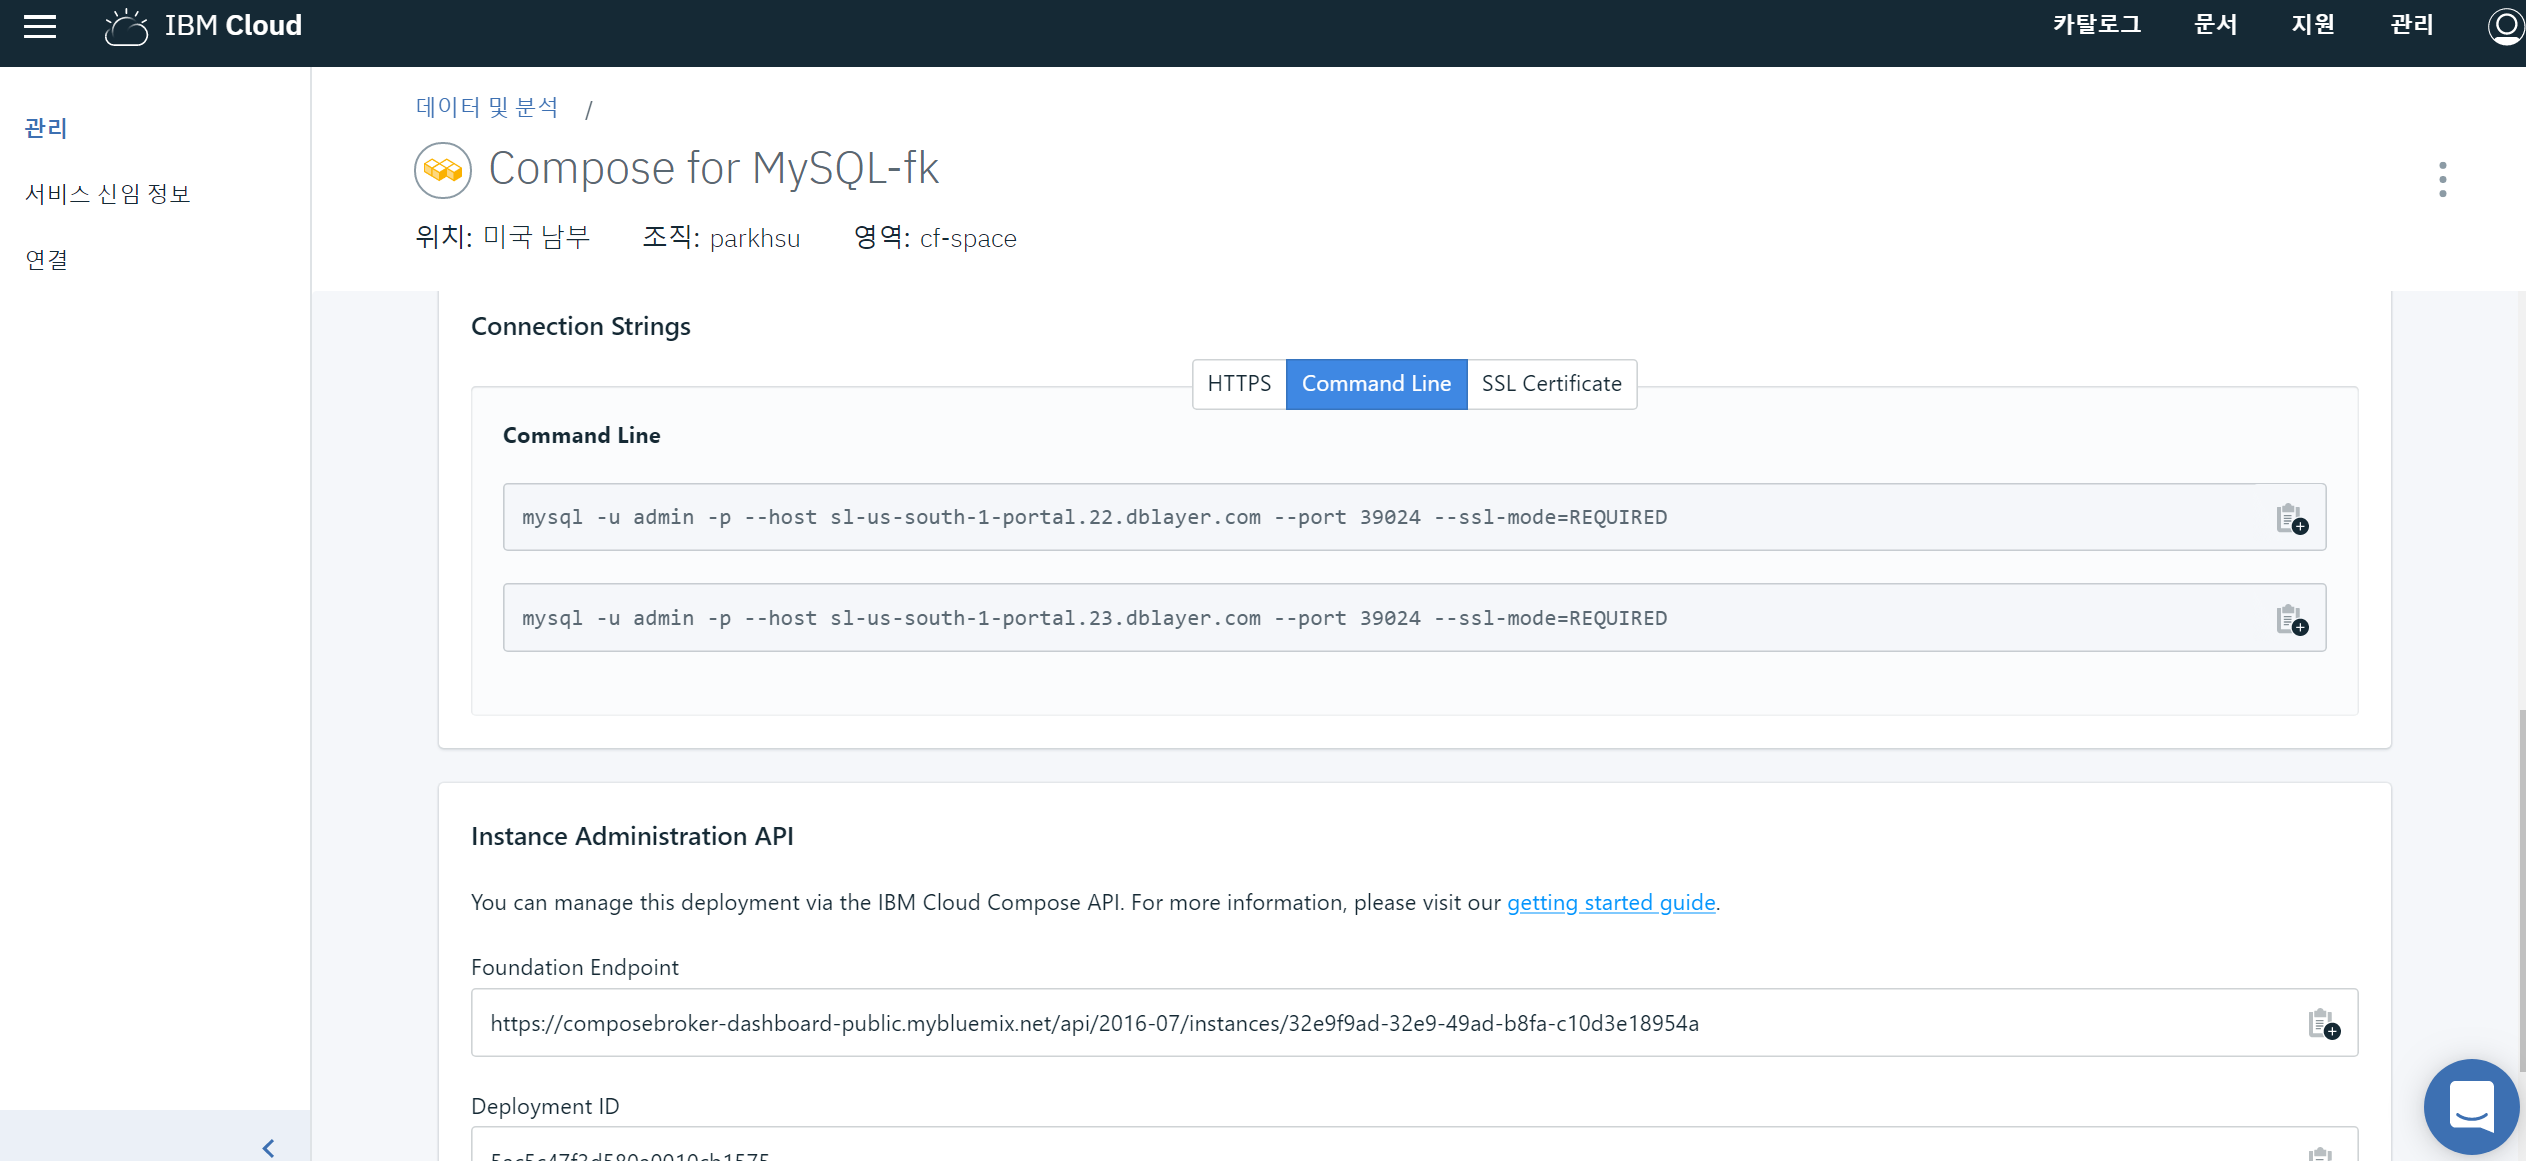 IBM Cloud
카탈로그 문서 지원 관리
관리
서비스 신임 정보
연결
데이터 및 분석 /
Compose for MySQL-fk
위치: 미국 남부 조직: parkhsu 영역: cf-space
Connection Strings
HTTPS Command Line SSL Certificate
Command Line
mysql -u admin -p --host sl-us-south-1-portal.22.dblayer.com --port 39024 --ssl-mode=REQUIRED
mysql -u admin -p --host sl-us-south-1-portal.23.dblayer.com --port 39024 --ssl-mode=REQUIRED
Instance Administration API
You can manage this deployment via the IBM Cloud Compose API. For more information, please visit our getting started guide.
Foundation Endpoint
https://composebroker-dashboard-public.mybluemix.net/api/2016-07/instances/32e9f9ad-32e9-49ad-b8fa-c10d3e18954a
Deployment ID